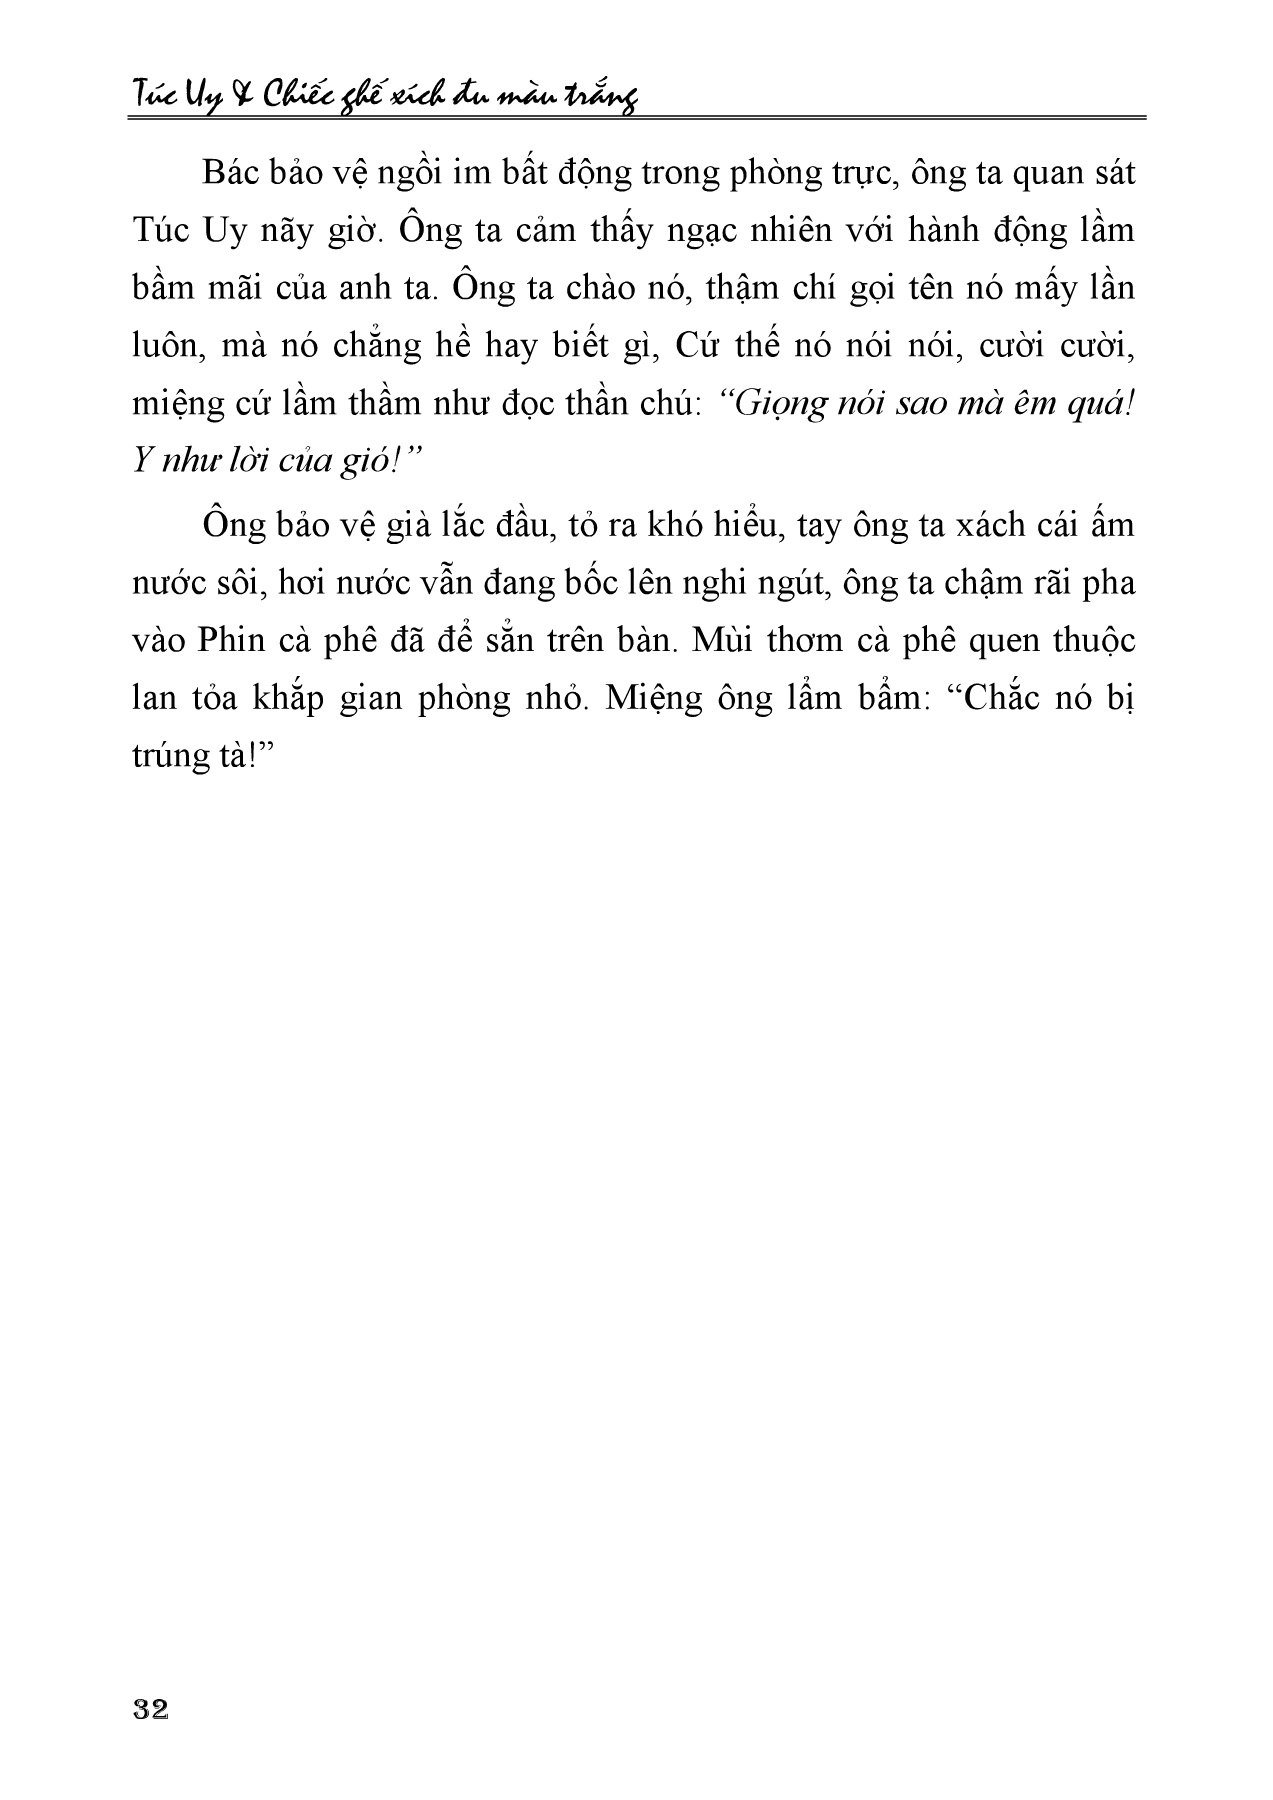 Túc Uy & Chiếc ghế xích đu màu trắng
Bác bảo vệ ngồi im bất động trong phòng trực, ông ta quan sát
Túc Uy nãy giờ. Ông ta cảm thấy ngạc nhiên với hành động lầm
bầm mãi của anh ta. Ông ta chào nó, thậm chí gọi tên nó mấy lần
luôn, mà nó chẳng hề hay biết gì, Cứ thế nó nói nói, cười cười,
miệng cứ lầm thầm như đọc thần chú: “Giọng nói sao mà êm quá!
Y như lời của gió!”
Ông bảo vệ già lắc đầu, tỏ ra khó hiểu, tay ông ta xách cái ấm
nước sôi, hơi nước vẫn đang bốc lên nghi ngút, ông ta chậm rãi pha
vào Phin cà phê đã để sẳn trên bàn. Mùi thơm cà phê quen thuộc
lan tỏa khắp gian phòng nhỏ. Miệng ông lẩm bẩm: “Chắc nó bị
trúng tà!”
32